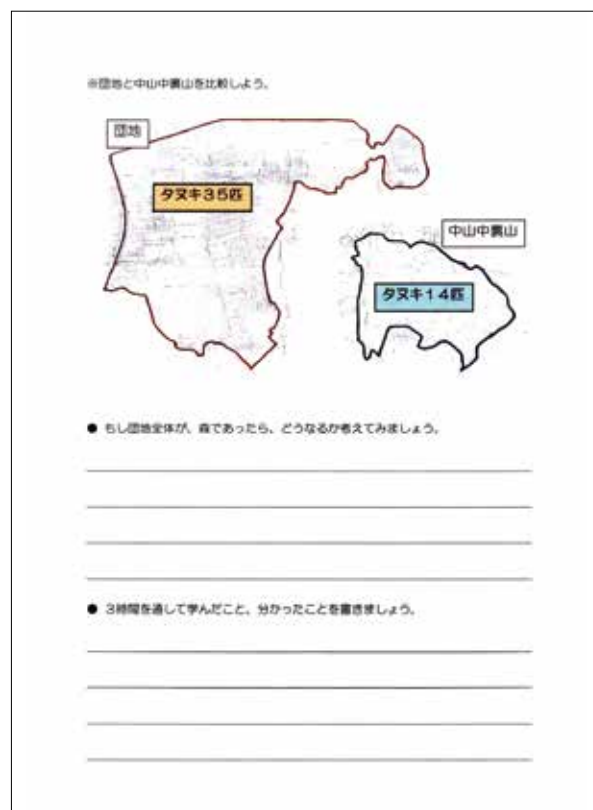 ※団地と中山中裏山を比較しよう。
団地
タヌキ３５匹
中山中裏山
タヌキ１４匹
● もし団地全体が、森であったら、どうなるか考えてみましょう。
● ３時間を通して学んだこと、分かったことを書きましょう。